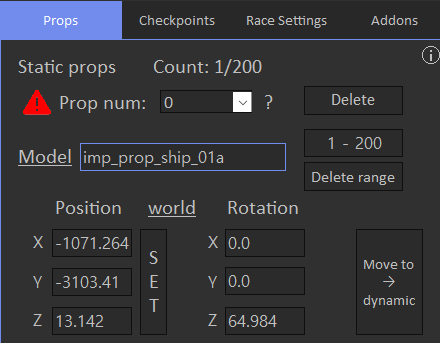 Props Checkpoints Race Settings Addons
Static props Count: 1/200
Prop num: 0 ? Delete
Model imp_prop_ship_01a
1 - 200
Delete range
Position world Rotation
X -1071.264 X 0.0
Y -3103.41 Y 0.0
Z 13.142 Z 64.984
SET
Move to
→
dynamic